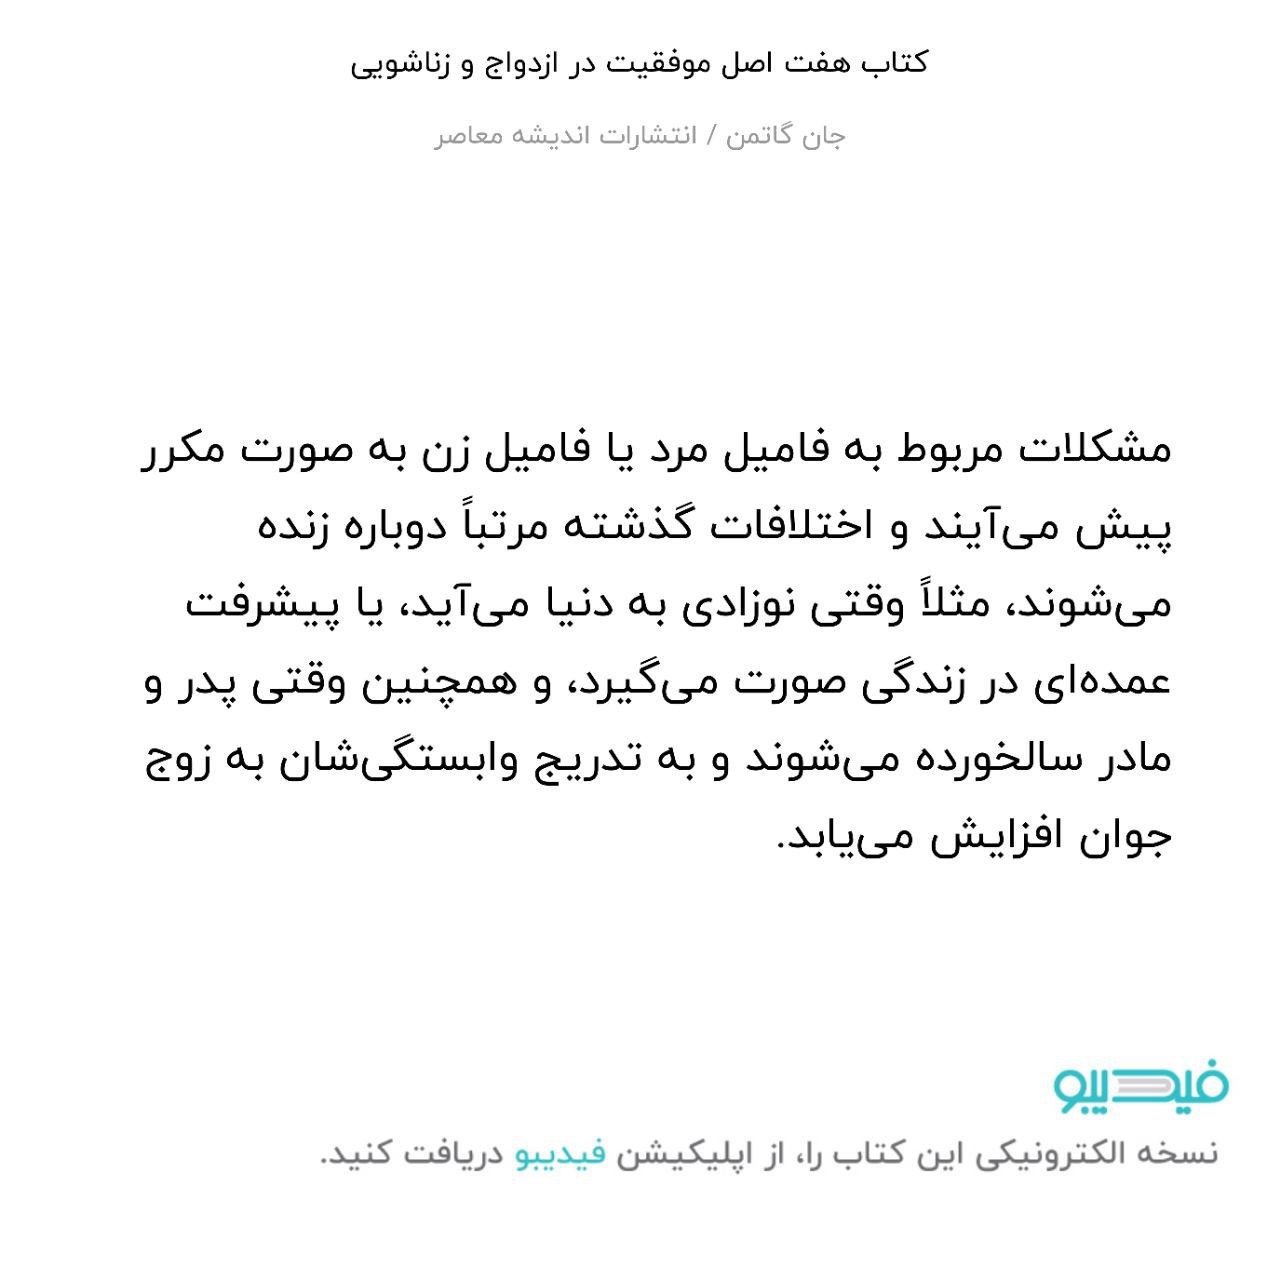 کتاب هفت اصل موفقیت در ازدواج و زناشویی
جان گاتمن / انتشارات اندیشه معاصر
مشکلات مربوط به فامیل مرد یا فامیل زن به صورت مکرر
پیش می‌آیند و اختلافات گذشته مرتباً دوباره زنده
می‌شوند، مثلاً وقتی نوزادی به دنیا می‌آید، یا پیشرفت
عمده‌ای در زندگی صورت می‌گیرد، و همچنین وقتی پدر و
مادر سالخورده می‌شوند و به تدریج وابستگی‌شان به زوج
جوان افزایش می‌یابد.
فیدیبو
نسخه الکترونیکی این کتاب را، از اپلیکیشن فیدیبو دریافت کنید.